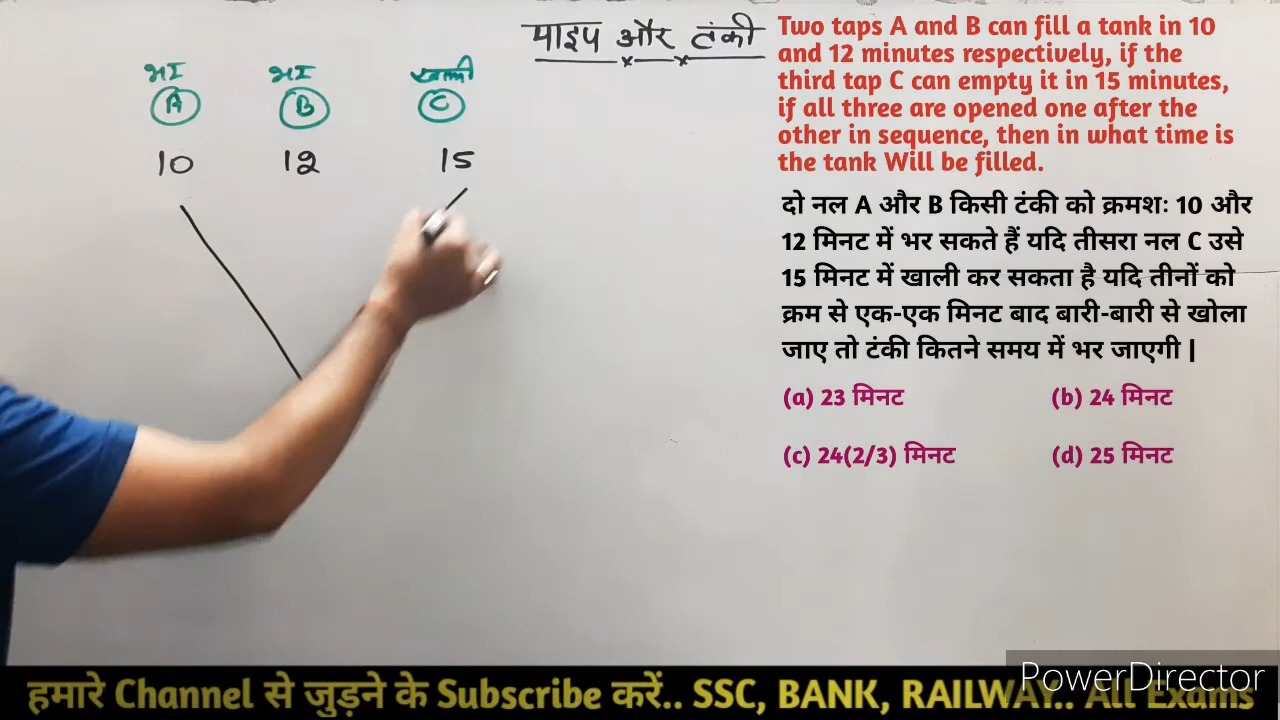 पाइप और टंकी
भरा भरा खाली
A B C
10 12 15
Two taps A and B can fill a tank in 10
and 12 minutes respectively, if the
third tap C can empty it in 15 minutes,
if all three are opened one after the
other in sequence, then in what time is
the tank Will be filled.
दो नल A और B किसी टंकी को क्रमशः 10 और
12 मिनट में भर सकते हैं यदि तीसरा नल C उसे
15 मिनट में खाली कर सकता है यदि तीनों को
क्रम से एक-एक मिनट बाद बारी-बारी से खोला
जाए तो टंकी कितने समय में भर जाएगी |
(a) 23 मिनट (b) 24 मिनट
(c) 24(2/3) मिनट (d) 25 मिनट
PowerDirector
हमारे Channel से जुड़ने के Subscribe करें.. SSC, BANK, RAILWAY.. All Exams